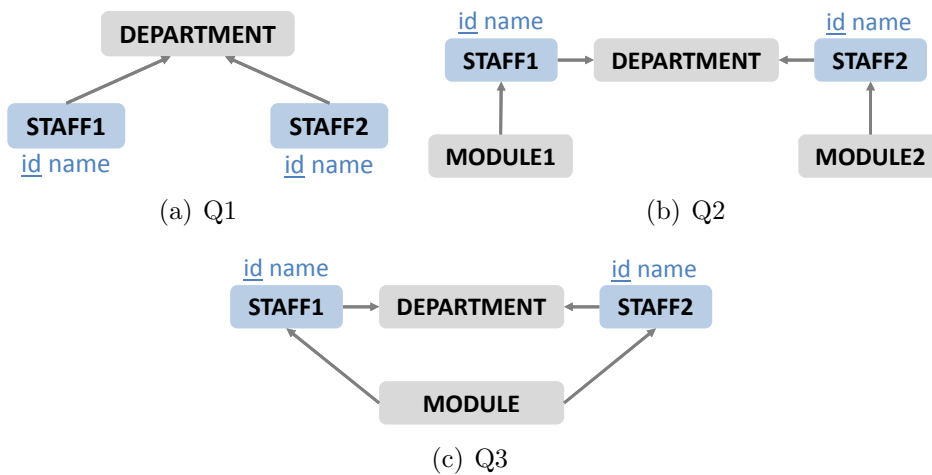 DEPARTMENT
STAFF1
id name
STAFF2
id name
(a) Q1
id name
STAFF1
DEPARTMENT
id name
STAFF2
MODULE1
MODULE2
(b) Q2
id name
STAFF1
DEPARTMENT
id name
STAFF2
MODULE
(c) Q3